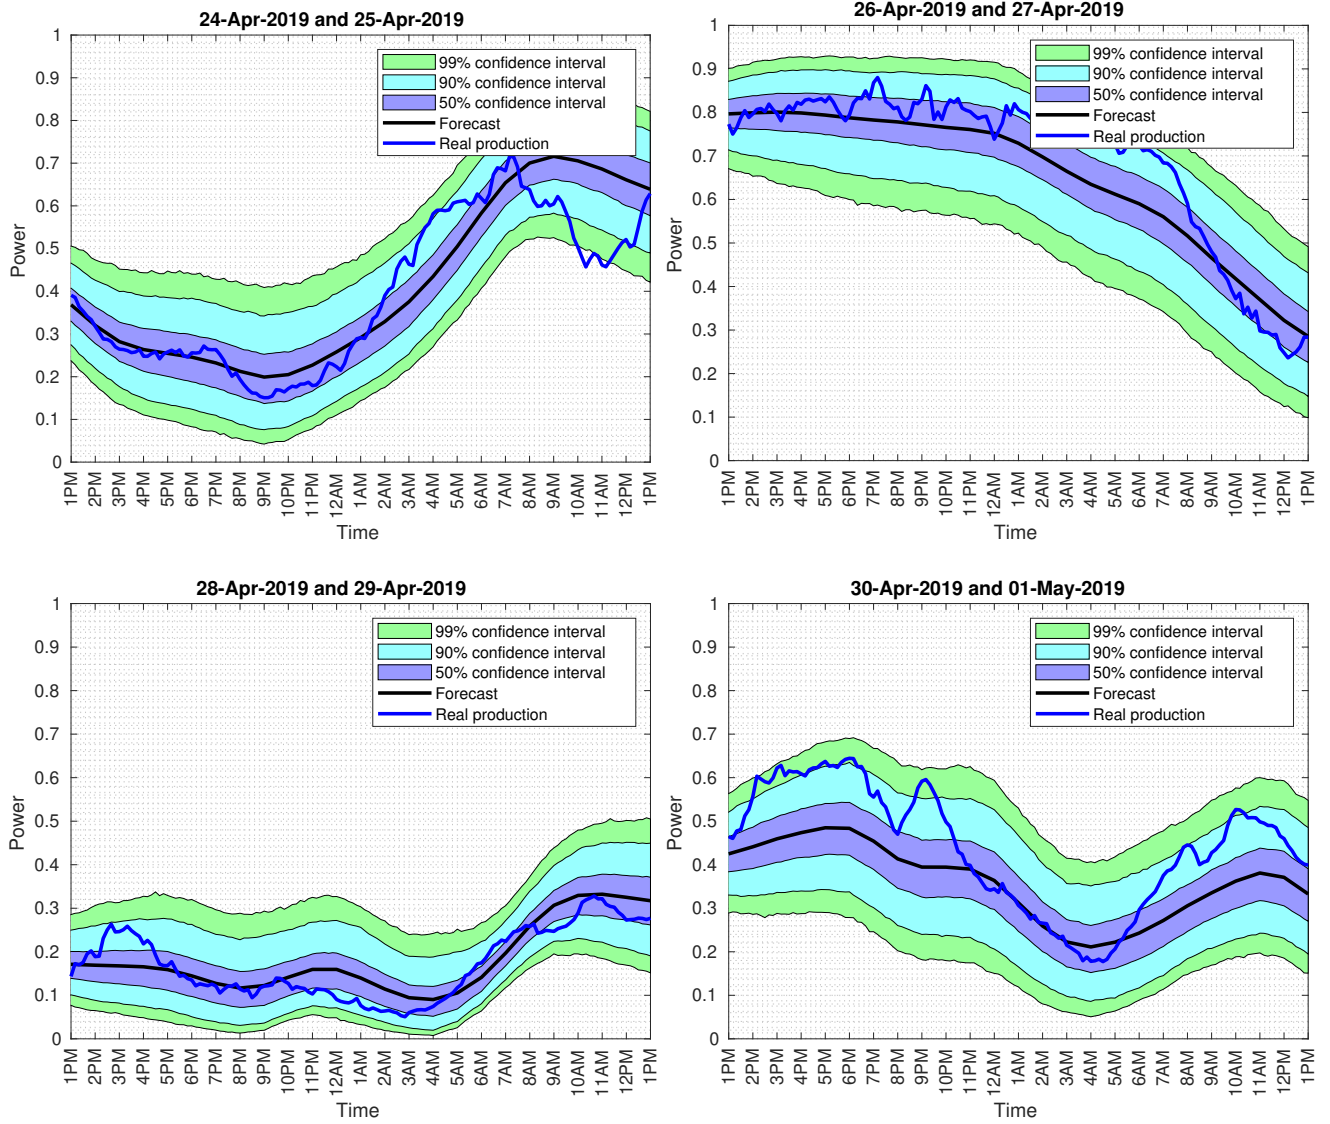 24-Apr-2019 and 25-Apr-2019
1
0.9
0.8
0.7
0.6
0.5
0.4
0.3
0.2
0.1
0
Power
99% confidence interval
90% confidence interval
50% confidence interval
Forecast
Real production
1PM 2PM 3PM 4PM 5PM 6PM 7PM 8PM 9PM 10PM 11PM 12AM 1AM 2AM 3AM 4AM 5AM 6AM 7AM 8AM 9AM 10AM 11AM 12PM 1PM
Time
26-Apr-2019 and 27-Apr-2019
1
0.9
0.8
0.7
0.6
0.5
0.4
0.3
0.2
0.1
0
Power
99% confidence interval
90% confidence interval
50% confidence interval
Forecast
Real production
1PM 2PM 3PM 4PM 5PM 6PM 7PM 8PM 9PM 10PM 11PM 12AM 1AM 2AM 3AM 4AM 5AM 6AM 7AM 8AM 9AM 10AM 11AM 12PM 1PM
Time
28-Apr-2019 and 29-Apr-2019
1
0.9
0.8
0.7
0.6
0.5
0.4
0.3
0.2
0.1
0
Power
99% confidence interval
90% confidence interval
50% confidence interval
Forecast
Real production
1PM 2PM 3PM 4PM 5PM 6PM 7PM 8PM 9PM 10PM 11PM 12AM 1AM 2AM 3AM 4AM 5AM 6AM 7AM 8AM 9AM 10AM 11AM 12PM 1PM
Time
30-Apr-2019 and 01-May-2019
1
0.9
0.8
0.7
0.6
0.5
0.4
0.3
0.2
0.1
0
Power
99% confidence interval
90% confidence interval
50% confidence interval
Forecast
Real production
1PM 2PM 3PM 4PM 5PM 6PM 7PM 8PM 9PM 10PM 11PM 12AM 1AM 2AM 3AM 4AM 5AM 6AM 7AM 8AM 9AM 10AM 11AM 12PM 1PM
Time